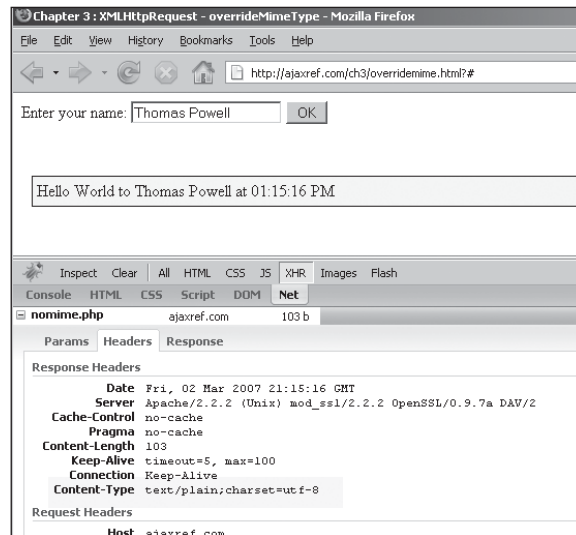 Chapter 3 : XMLHttpRequest - overrideMimeType - Mozilla Firefox
File Edit View History Bookmarks Tools Help
http://ajaxref.com/ch3/overridemime.html?#
Enter your name: Thomas Powell OK
Hello World to Thomas Powell at 01:15:16 PM
Inspect Clear All HTML CSS JS XHR Images Flash
Console HTML CSS Script DOM Net
nomime.php ajaxref.com 103 b
Params Headers Response
Response Headers
Date Fri, 02 Mar 2007 21:15:16 GMT
Server Apache/2.2.2 (Unix) mod_ssl/2.2.2 OpenSSL/0.9.7a DAV/2
Cache-Control no-cache
Pragma no-cache
Content-Length 103
Keep-Alive timeout=5, max=100
Connection Keep-Alive
Content-Type text/plain;charset=utf-8
Request Headers
Host ajaxref.com